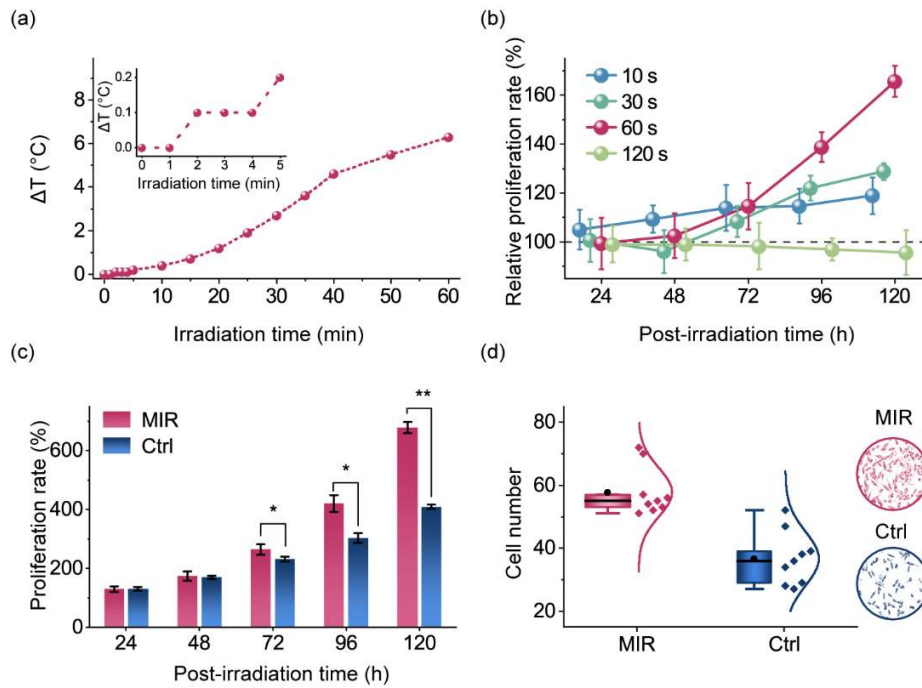 (a)
ΔT (°C)
0
2
4
6
8
0
10
20
30
40
50
60
Irradiation time (min)
ΔT (°C)
0.0
0.1
0.2
0
1
2
3
4
5
Irradiation time (min)
(b)
Relative proliferation rate (%)
100
120
140
160
10 s
30 s
60 s
120 s
24
48
72
96
120
Post-irradiation time (h)
(c)
Proliferation rate (%)
0
200
400
600
MIR
Ctrl
*
*
**
24
48
72
96
120
Post-irradiation time (h)
(d)
Cell number
20
40
60
80
MIR
Ctrl
MIR
Ctrl